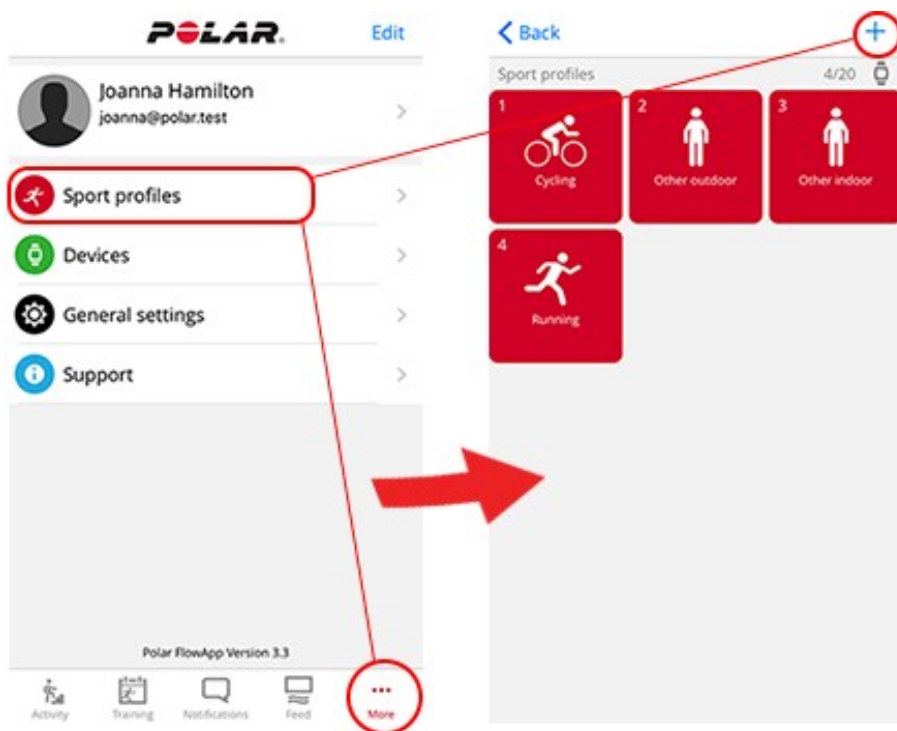 POLAR.
Edit
Joanna Hamilton
joanna@polar.test
Sport profiles
Devices
General settings
Support
Polar FlowApp Version 3.3
Activity
Training
Notifications
Feed
More
Back
Sport profiles 4/20
1
Cycling
2
Other outdoor
3
Other indoor
4
Running